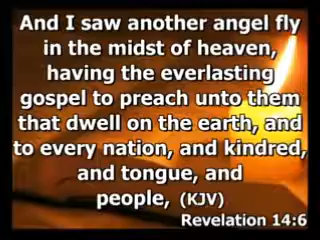 And I saw another angel fly
in the midst of heaven,
having the everlasting
gospel to preach unto them
that dwell on the earth, and
to every nation, and kindred,
and tongue, and
people, (KJV)
Revelation 14:6